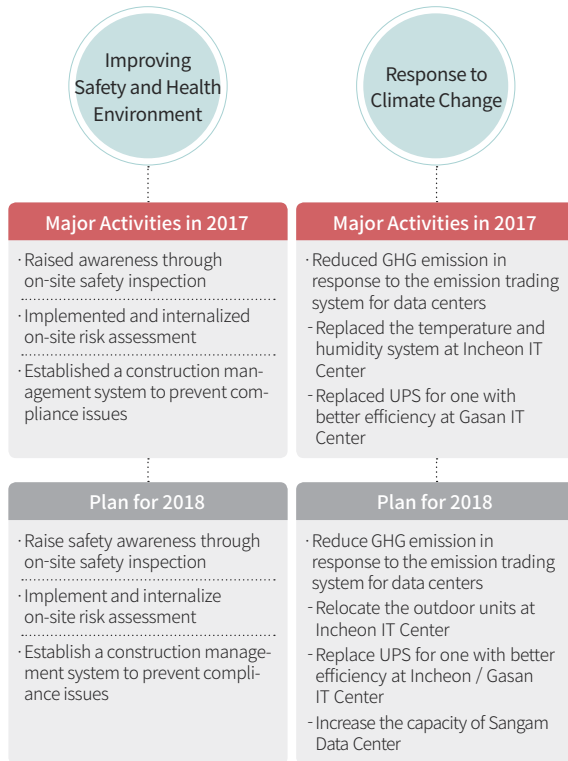 Improving
Safety and Health
Environment
Major Activities in 2017
· Raised awareness through
on-site safety inspection
· Implemented and internalized
on-site risk assessment
· Established a construction man-
agement system to prevent com-
pliance issues
Plan for 2018
· Raise safety awareness through
on-site safety inspection
· Implement and internalize
on-site risk assessment
· Establish a construction manage-
ment system to prevent compli-
ance issues
Response to
Climate Change
Major Activities in 2017
· Reduced GHG emission in
response to the emission trading
system for data centers
- Replaced the temperature and
humidity system at Incheon IT
Center
- Replaced UPS for one with
better efficiency at Gasan IT
Center
Plan for 2018
· Reduce GHG emission in
response to the emission trading
system for data centers
- Relocate the outdoor units at
Incheon IT Center
- Replace UPS for one with better
efficiency at Incheon / Gasan
IT Center
- Increase the capacity of Sangam
Data Center